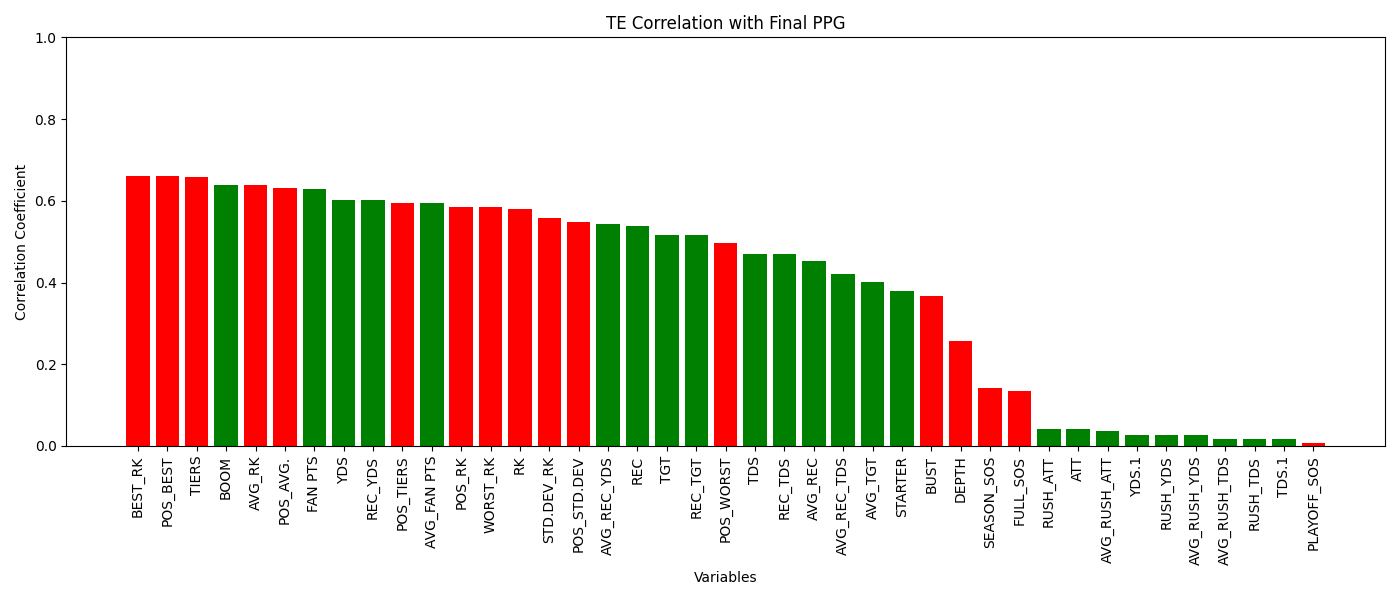 TE Correlation with Final PPG
1.0
0.8
0.6
0.4
0.2
0.0
Correlation Coefficient
BEST_RK
POS_BEST
TIERS
BOOM
AVG_RK
POS_AVG.
FAN PTS
YDS
REC_YDS
POS_TIERS
AVG_FAN PTS
POS_RK
WORST_RK
RK
STD.DEV_RK
POS_STD.DEV
AVG_REC_YDS
REC
TGT
REC_TGT
POS_WORST
TDS
REC_TDS
AVG_REC
AVG_REC_TDS
AVG_TGT
STARTER
BUST
DEPTH
SEASON_SOS
FULL_SOS
RUSH_ATT
ATT
AVG_RUSH_ATT
YDS.1
RUSH_YDS
AVG_RUSH_YDS
AVG_RUSH_TDS
RUSH_TDS
TDS.1
PLAYOFF_SOS
Variables